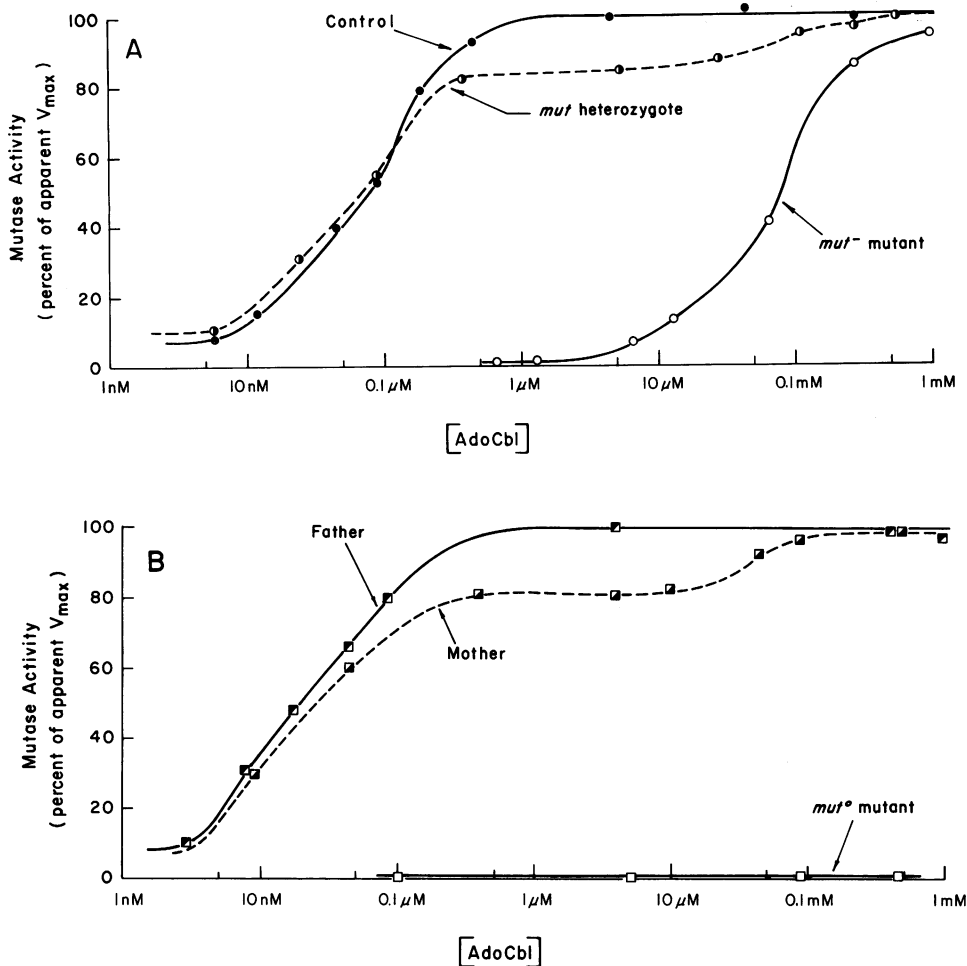 A
Mutase Activity
( percent of apparent Vmax )
100
80
60
40
20
0
Control
mut heterozygote
mut⁻ mutant
1nM 10nM 0.1μM 1μM 10μM 0.1mM 1mM
[AdoCbl]
B
Mutase Activity
( percent of apparent Vmax )
100
80
60
40
20
0
Father
Mother
mutº mutant
1nM 10nM 0.1μM 1μM 10μM 0.1mM 1mM
[AdoCbl]